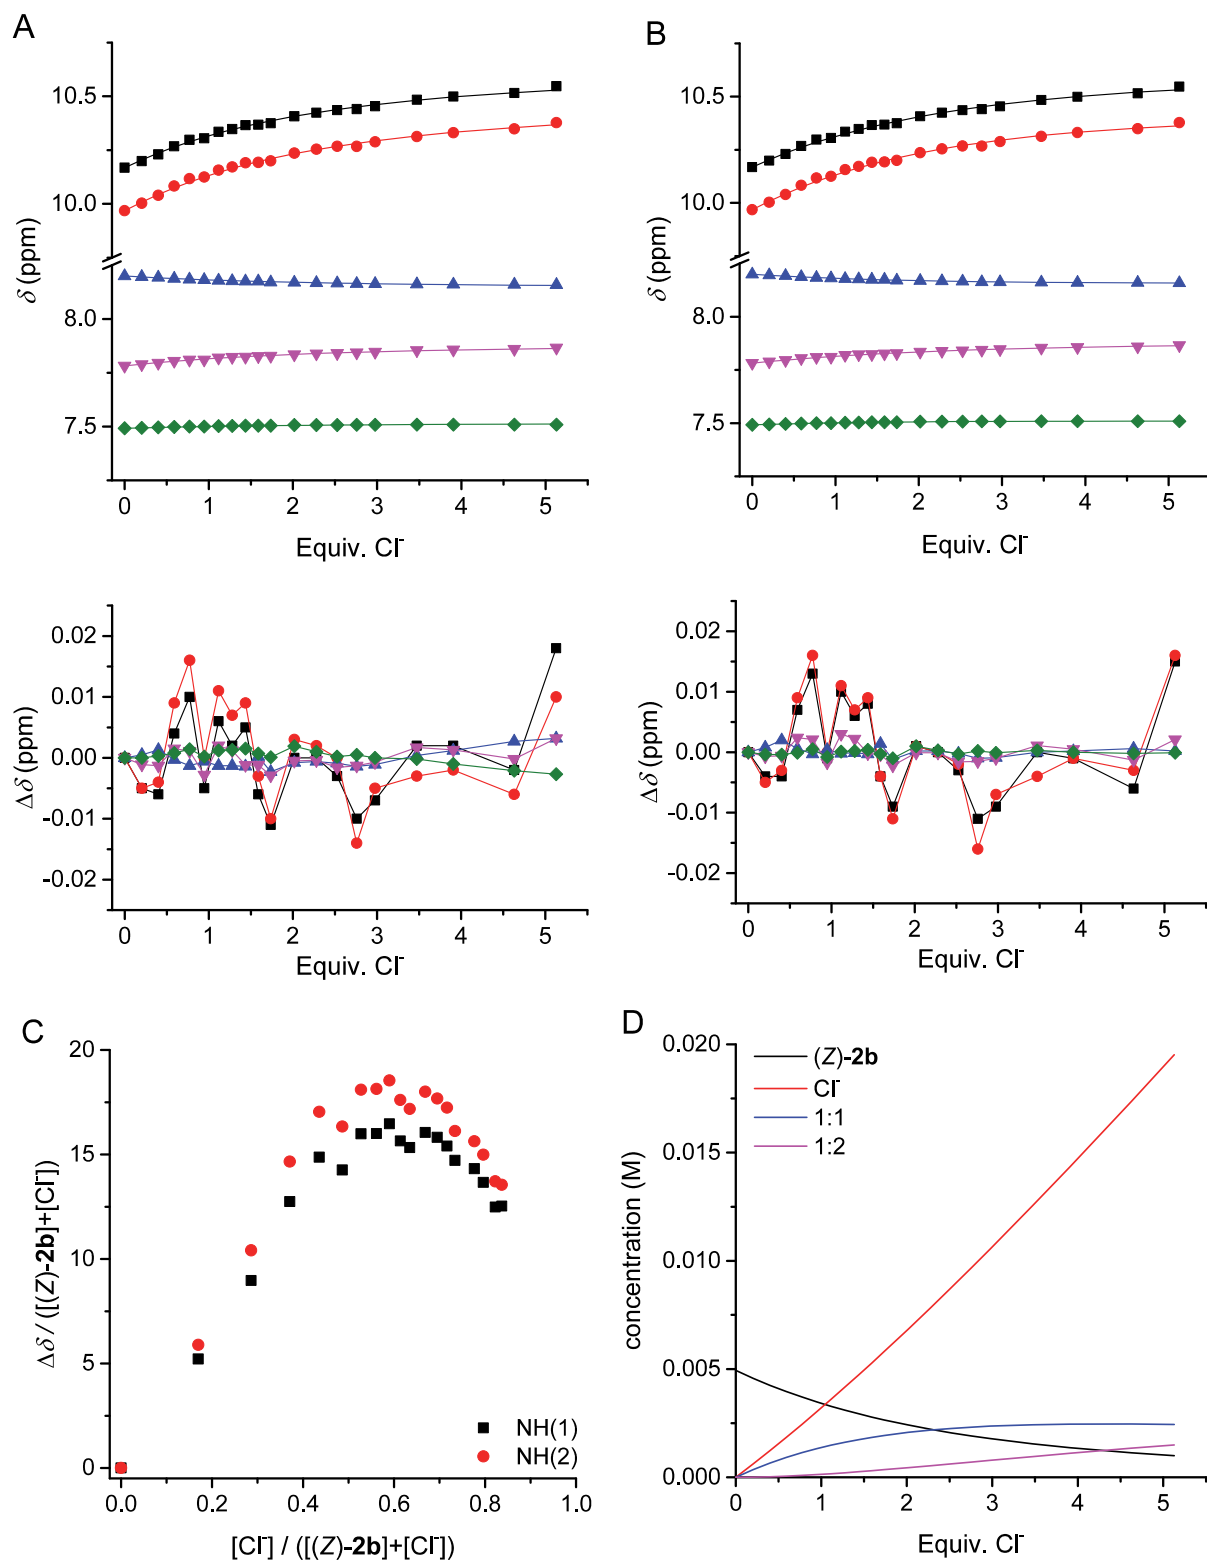 A
10.5
10.0
8.0
7.5
δ (ppm)
0 1 2 3 4 5
Equiv. Cl⁻
B
10.5
10.0
8.0
7.5
δ (ppm)
0 1 2 3 4 5
Equiv. Cl⁻
0.02
0.01
0.00
-0.01
-0.02
Δδ (ppm)
0 1 2 3 4 5
Equiv. Cl⁻
0.02
0.01
0.00
-0.01
-0.02
Δδ (ppm)
0 1 2 3 4 5
Equiv. Cl⁻
C
20
15
10
5
0
Δδ / ([(Z)-2b]+[Cl⁻])
NH(1)
NH(2)
0.0 0.2 0.4 0.6 0.8 1.0
[Cl⁻] / ([(Z)-2b]+[Cl⁻])
D
0.020
0.015
0.010
0.005
0.000
concentration (M)
(Z)-2b
Cl⁻
1:1
1:2
0 1 2 3 4 5
Equiv. Cl⁻